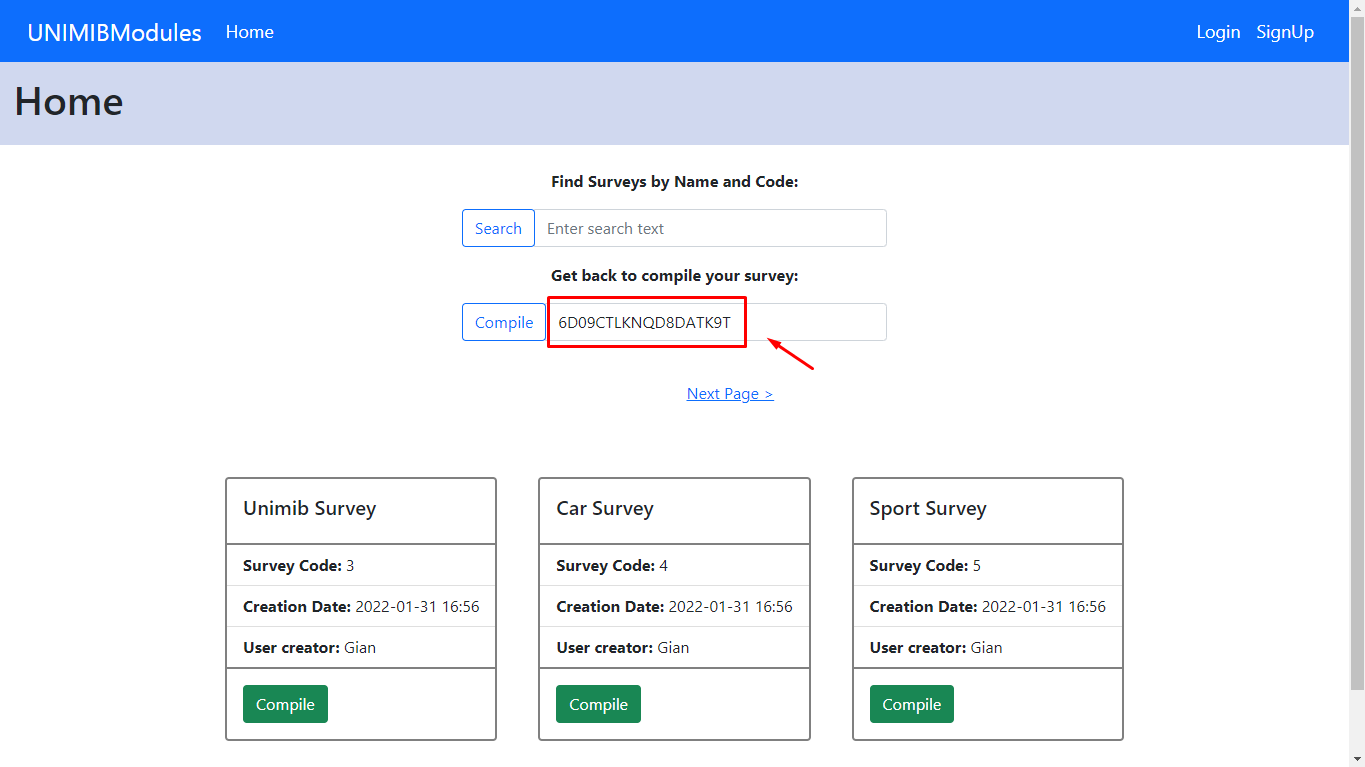 UNIMIBModules Home Login SignUp
Home
Find Surveys by Name and Code:
Search Enter search text
Get back to compile your survey:
Compile 6D09CTLKNQD8DATK9T
Next Page >
Unimib Survey
Survey Code: 3
Creation Date: 2022-01-31 16:56
User creator: Gian
Compile
Car Survey
Survey Code: 4
Creation Date: 2022-01-31 16:56
User creator: Gian
Compile
Sport Survey
Survey Code: 5
Creation Date: 2022-01-31 16:56
User creator: Gian
Compile